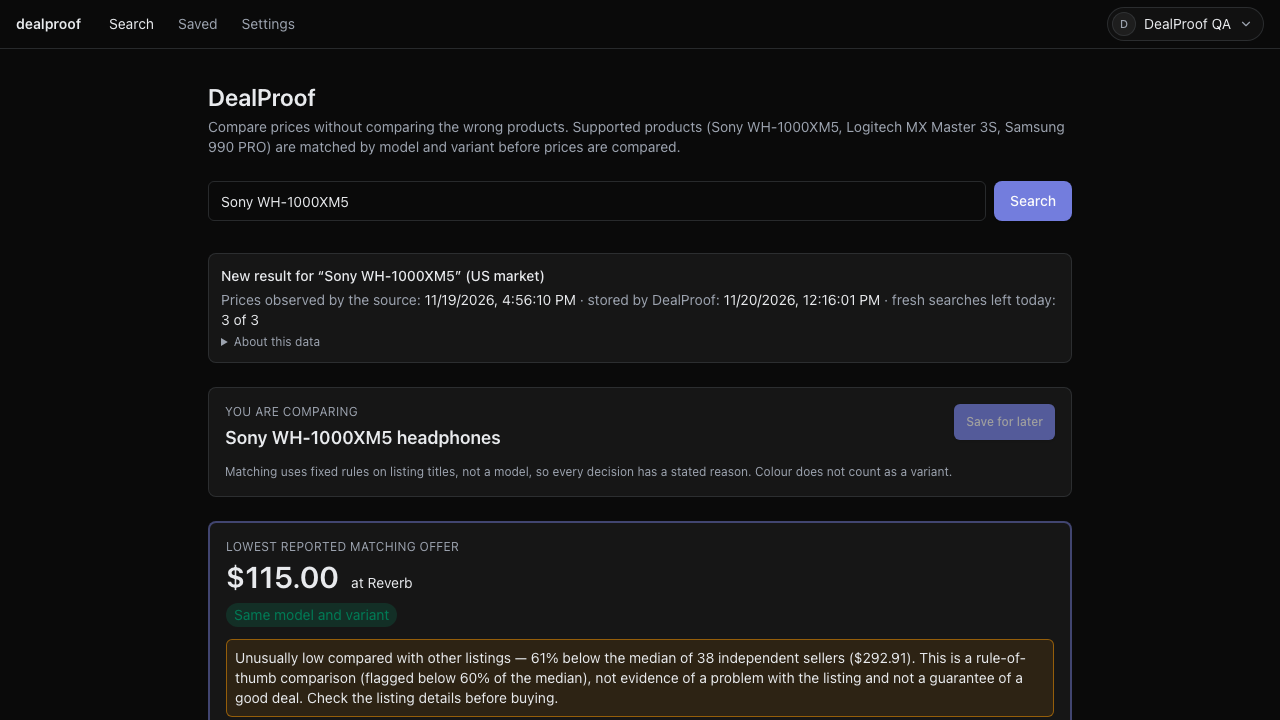 dealproof Search Saved Settings D DealProof QA
DealProof
Compare prices without comparing the wrong products. Supported products (Sony WH-1000XM5, Logitech MX Master 3S, Samsung
990 PRO) are matched by model and variant before prices are compared.
Sony WH-1000XM5 Search
New result for “Sony WH-1000XM5” (US market)
Prices observed by the source: 11/19/2026, 4:56:10 PM · stored by DealProof: 11/20/2026, 12:16:01 PM · fresh searches left today:
3 of 3
About this data
YOU ARE COMPARING
Save for later
Sony WH-1000XM5 headphones
Matching uses fixed rules on listing titles, not a model, so every decision has a stated reason. Colour does not count as a variant.
LOWEST REPORTED MATCHING OFFER
$115.00 at Reverb
Same model and variant
Unusually low compared with other listings — 61% below the median of 38 independent sellers ($292.91). This is a rule-of-
thumb comparison (flagged below 60% of the median), not evidence of a problem with the listing and not a guarantee of a
good deal. Check the listing details before buying.